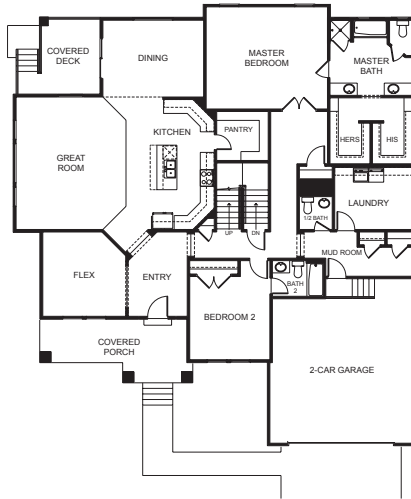 COVERED
DECK
DINING
MASTER
BEDROOM
MASTER
BATH
KITCHEN
PANTRY
HERS
HIS
GREAT
ROOM
LAUNDRY
1/2 BATH
UP
DN
MUD ROOM
FLEX
ENTRY
BATH
2
BEDROOM 2
COVERED
PORCH
2-CAR GARAGE